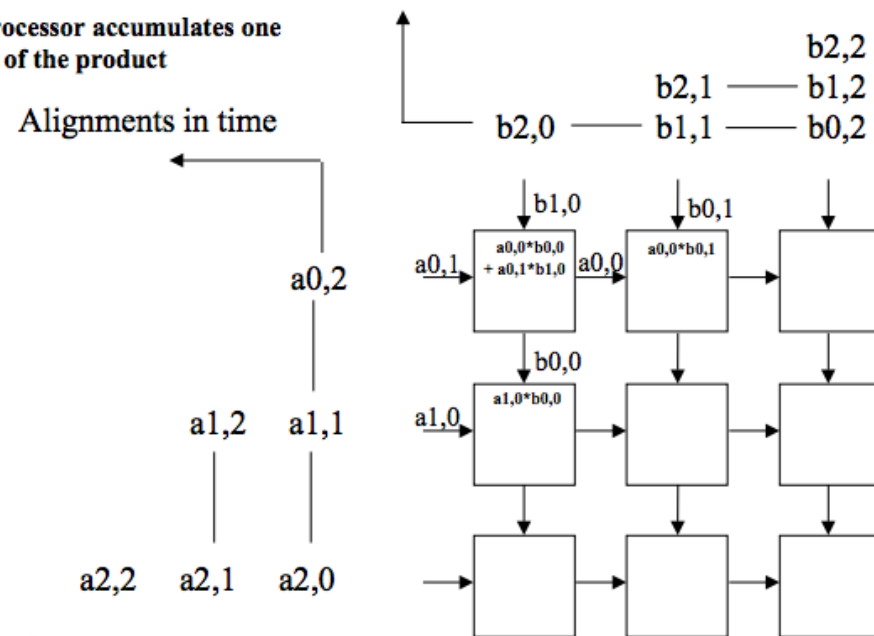 rocessor accumulates one
of the product
Alignments in time
b2,2
b2,1 b1,2
b2,0 b1,1 b0,2
b1,0 b0,1
a0,2 a0,1 a0,0*b0,0 a0,0 a0,0*b0,1
+ a0,1*b1,0
b0,0
a1,2 a1,1 a1,0 a1,0*b0,0
a2,2 a2,1 a2,0